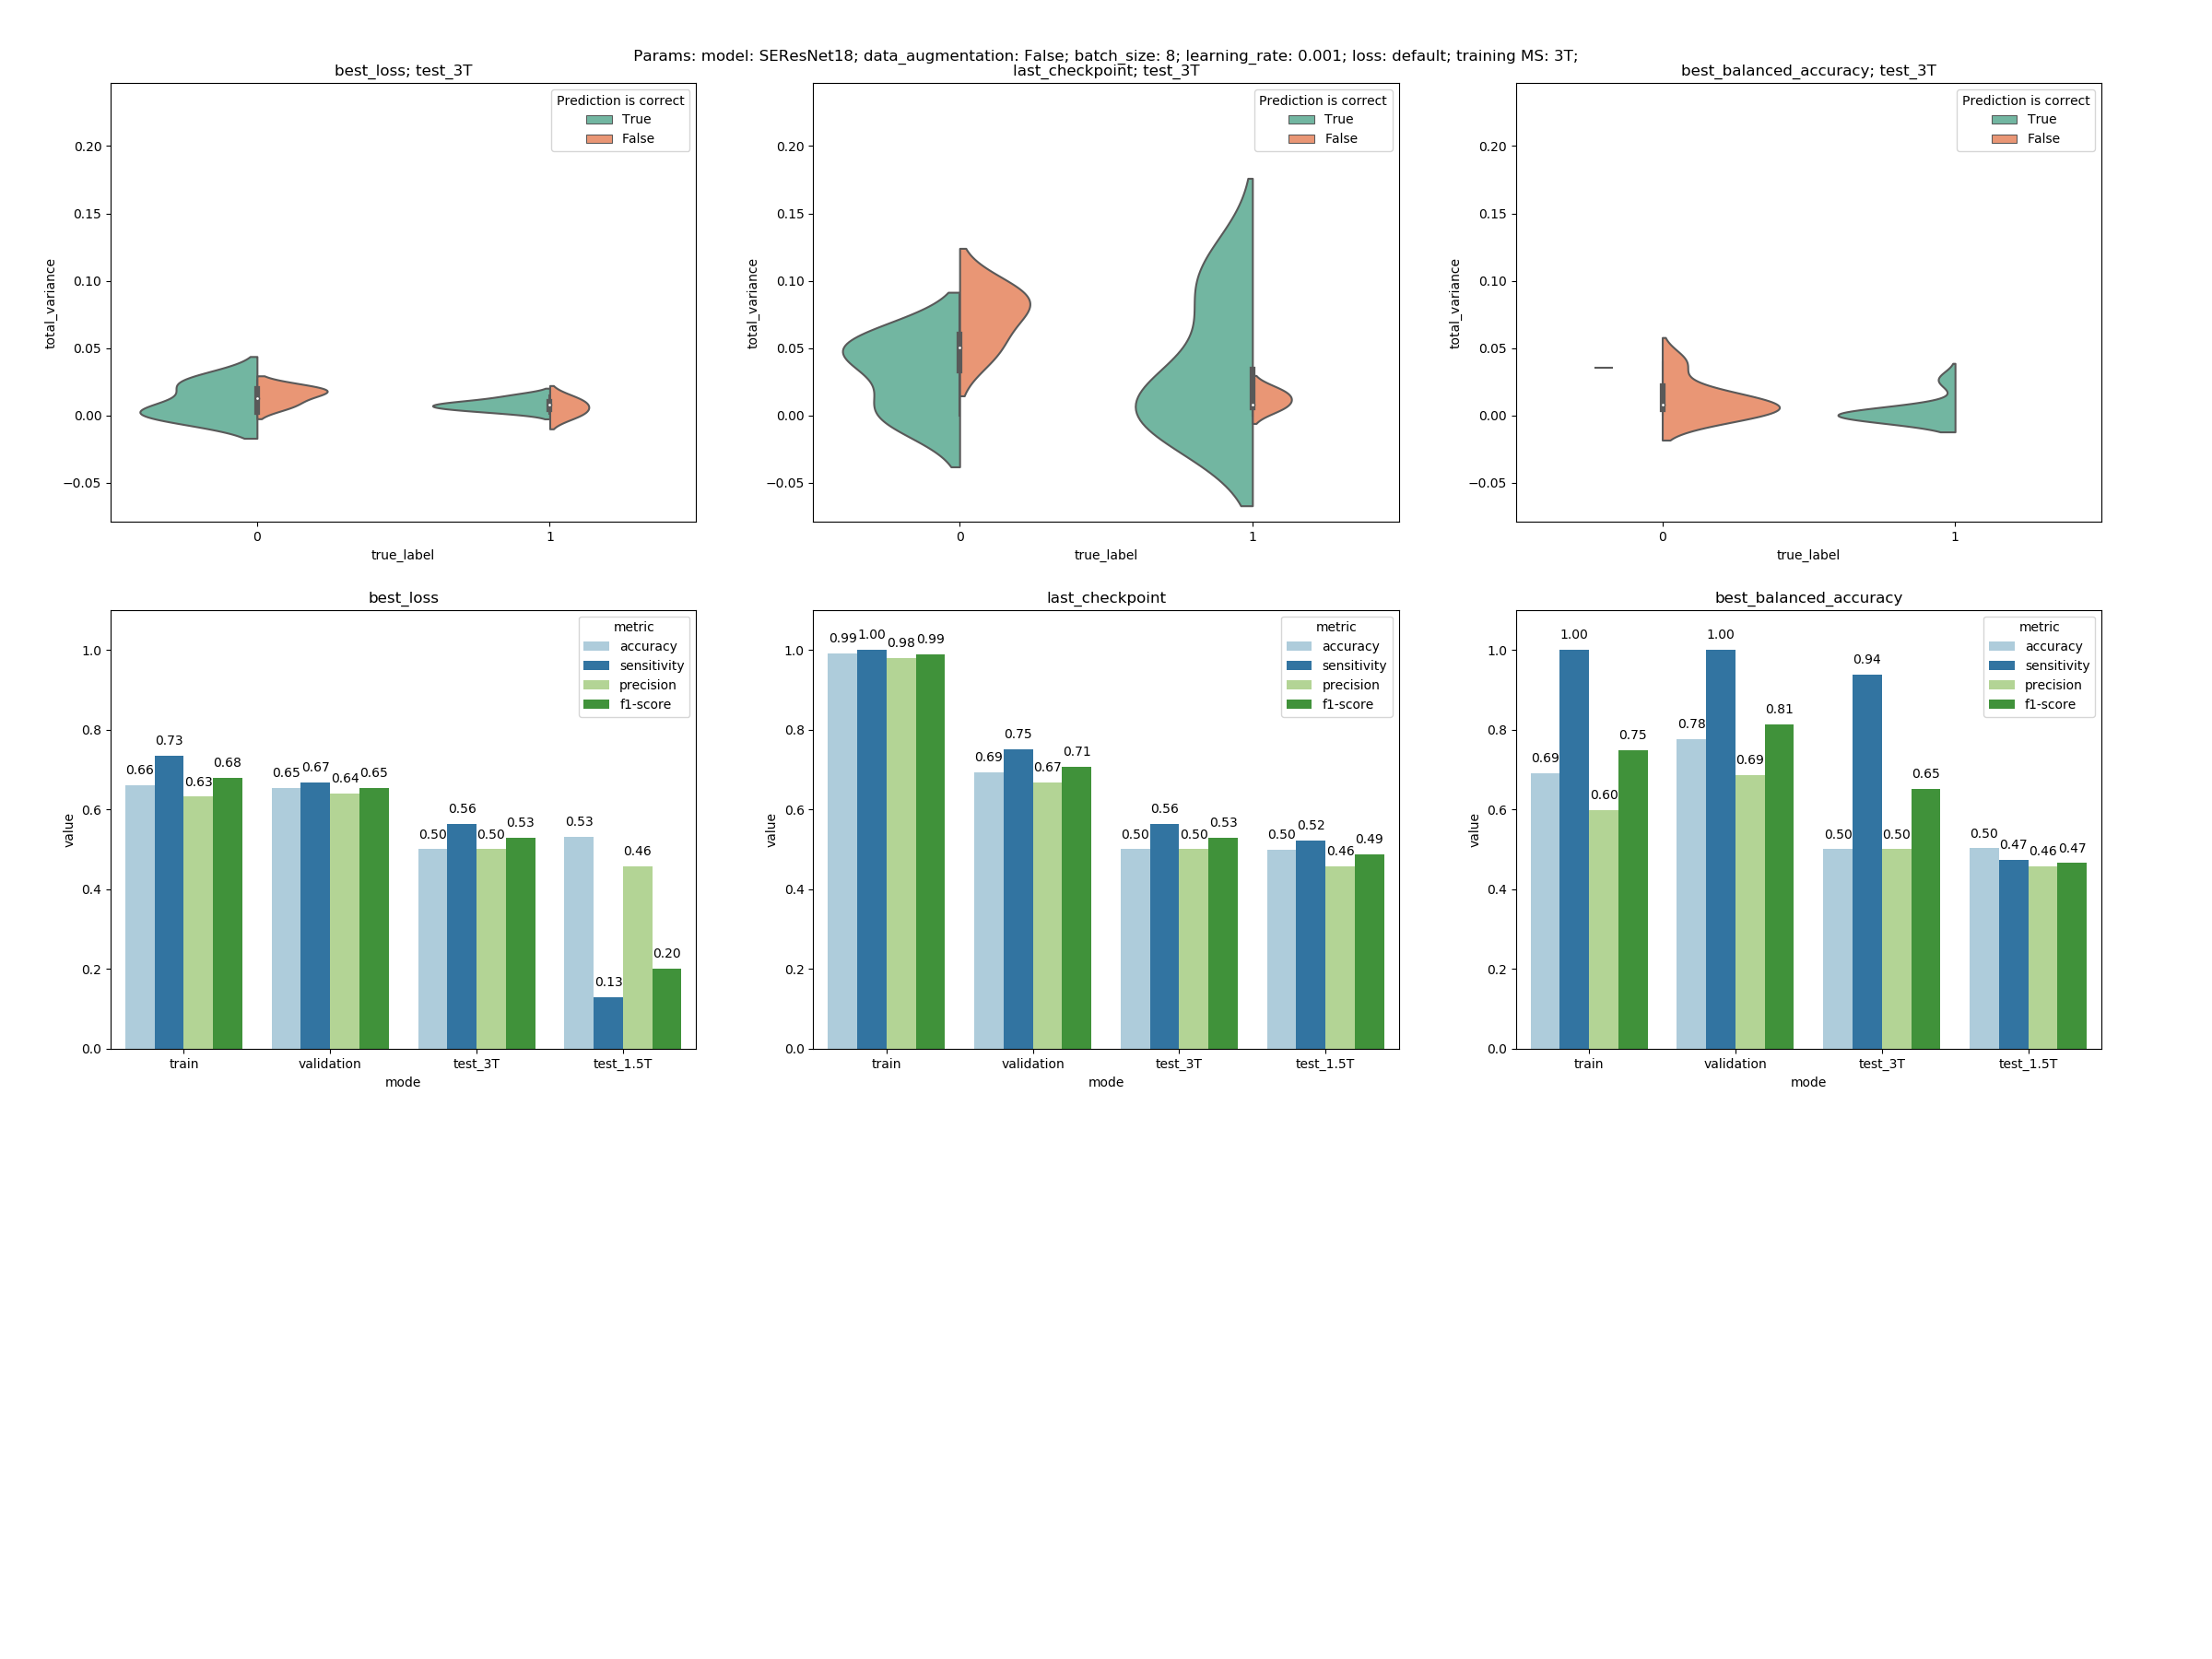 Params: model: SEResNet18; data_augmentation: False; batch_size: 8; learning_rate: 0.001; loss: default; training MS: 3T;
best_loss; test_3T
Prediction is correct
True
False
0.20
0.15
0.10
0.05
0.00
−0.05
total_variance
0 1
true_label
last_checkpoint; test_3T
Prediction is correct
True
False
0.20
0.15
0.10
0.05
0.00
−0.05
total_variance
0 1
true_label
best_balanced_accuracy; test_3T
Prediction is correct
True
False
0.20
0.15
0.10
0.05
0.00
−0.05
total_variance
0 1
true_label
best_loss
metric
accuracy
sensitivity
precision
f1-score
1.0
0.8
0.6
0.4
0.2
0.0
value
0.66 0.73 0.63 0.68
0.65 0.67 0.64 0.65
0.50 0.56 0.50 0.53
0.53 0.13 0.46 0.20
train validation test_3T test_1.5T
mode
last_checkpoint
metric
accuracy
sensitivity
precision
f1-score
1.0
0.8
0.6
0.4
0.2
0.0
value
0.99 1.00 0.98 0.99
0.69 0.75 0.67 0.71
0.50 0.56 0.50 0.53
0.50 0.52 0.46 0.49
train validation test_3T test_1.5T
mode
best_balanced_accuracy
metric
accuracy
sensitivity
precision
f1-score
1.0
0.8
0.6
0.4
0.2
0.0
value
0.69 1.00 0.60 0.75
0.78 1.00 0.69 0.81
0.50 0.94 0.50 0.65
0.50 0.47 0.46 0.47
train validation test_3T test_1.5T
mode